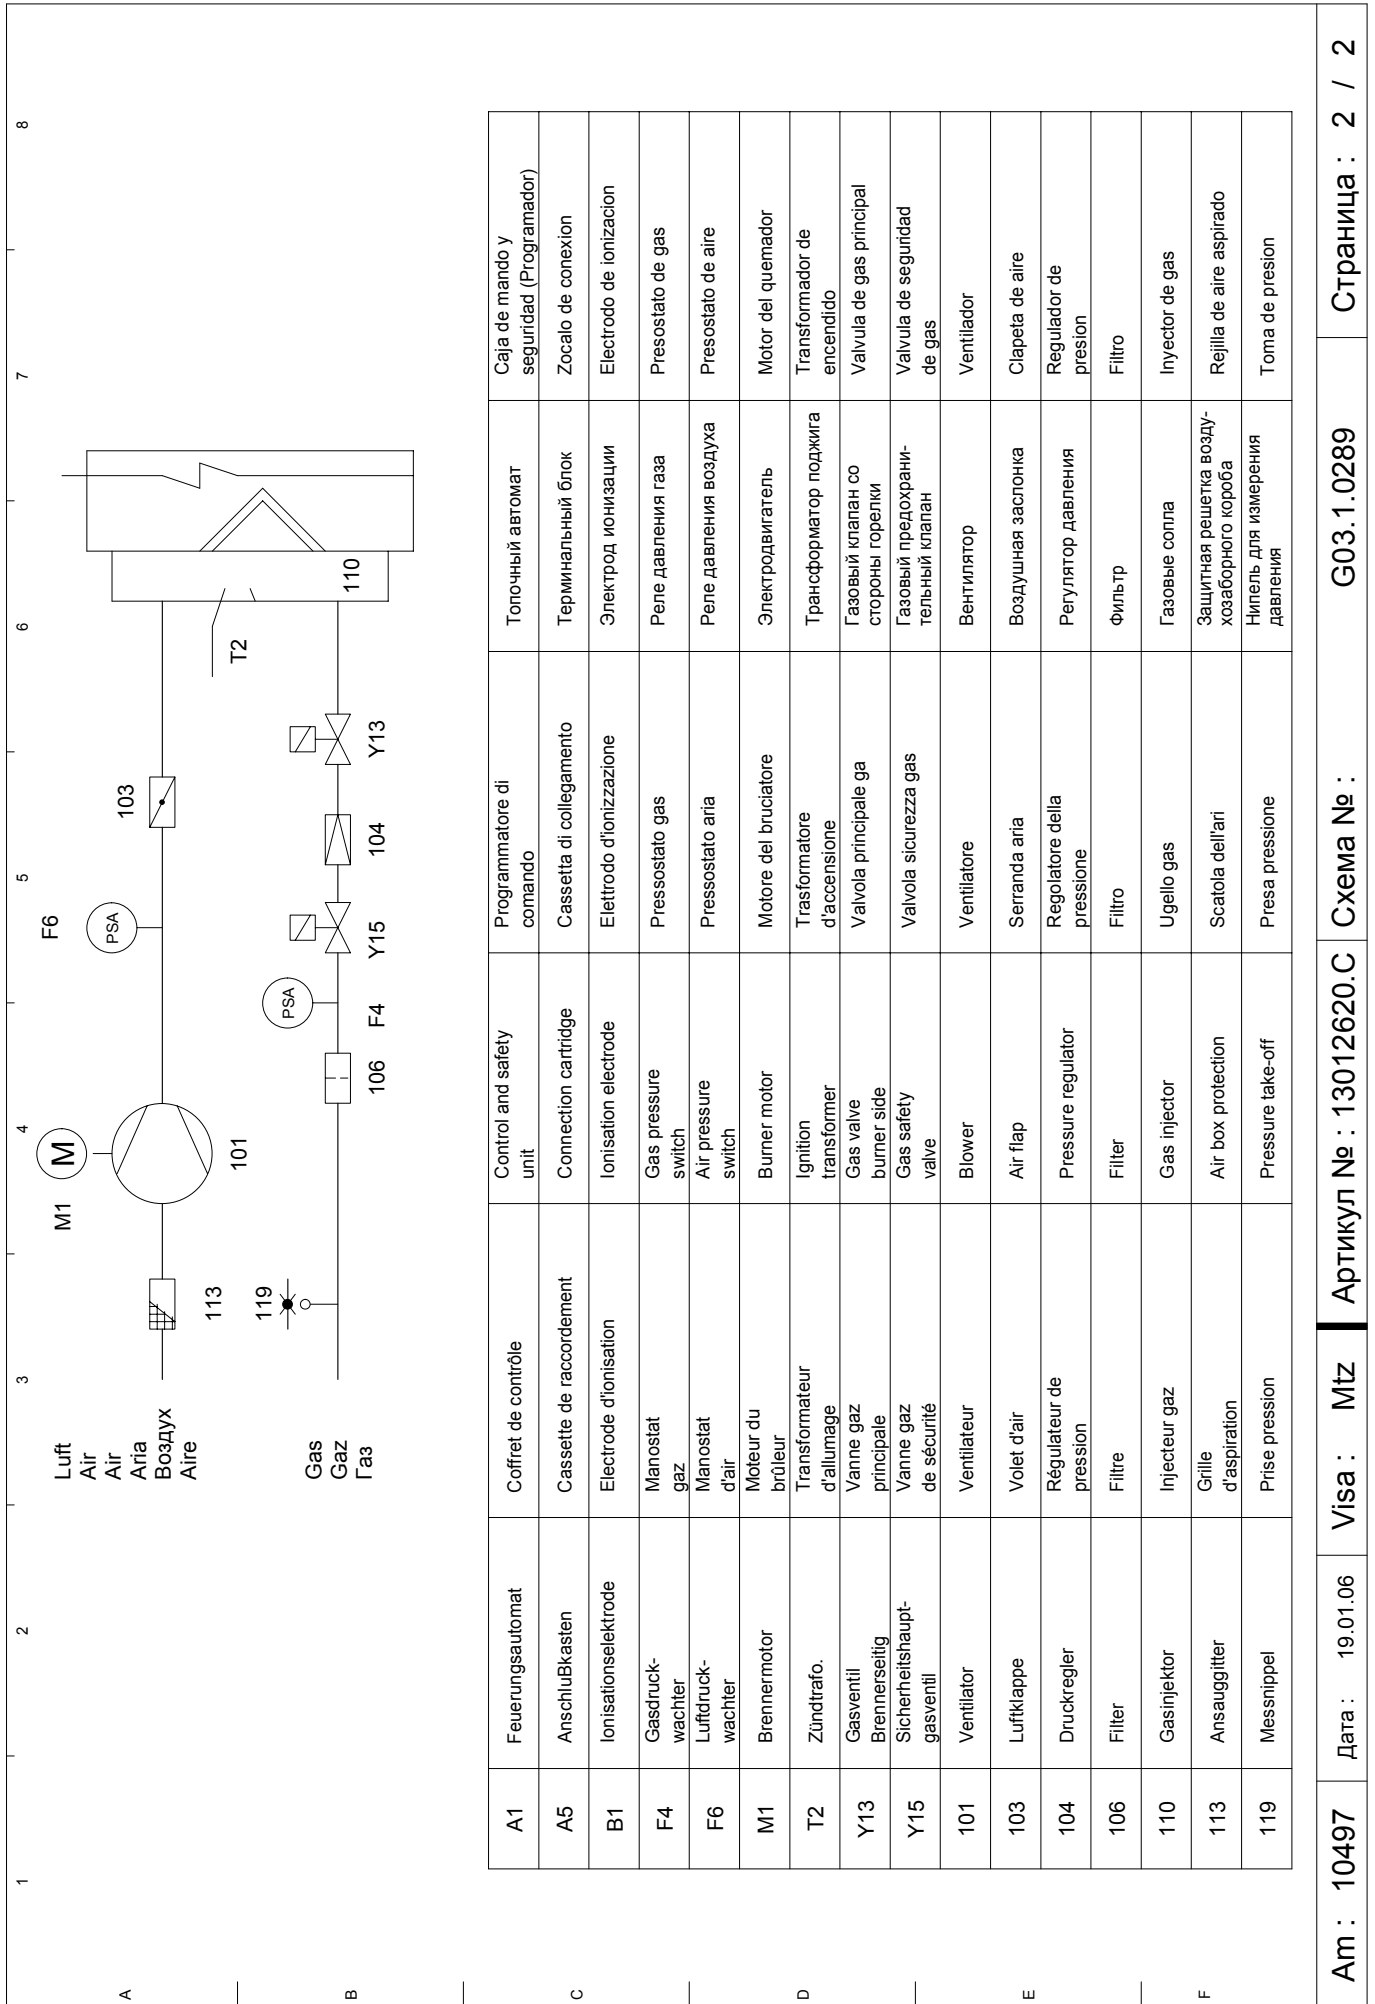 1 2 3 4 5 6 7 8
A
B
C
D
E
F
Luft
Air
Air
Aria
Воздух
Aire
Gas
Gaz
Газ
M1
M
101
113
119
F6
PSA
103
PSA
106
F4
Y15
104
Y13
T2
110
A1
Feuerungsautomat
Coffret de contrôle
Control and safety
unit
Programmatore di
comando
Топочный автомат
Caja de mando y
seguridad (Programador)
A5
AnschluBkasten
Cassette de raccordement
Connection cartridge
Cassetta di collegamento
Терминальный блок
Zocalo de conexion
B1
Ionisationselektrode
Electrode d'ionisation
Ionisation electrode
Elettrodo d'ionizzazione
Электрод ионизации
Electrodo de ionizacion
F4
Gasdruck-
wachter
Manostat
gaz
Gas pressure
switch
Pressostato gas
Реле давления газа
Presostato de gas
F6
Luftdruck-
wachter
Manostat
d'air
Air pressure
switch
Pressostato aria
Реле давления воздуха
Presostato de aire
M1
Brennermotor
Moteur du
brûleur
Burner motor
Motore del bruciatore
Электродвигатель
Motor del quemador
T2
Zündtrafo.
Transformateur
d'allumage
Ignition
transformer
Trasformatore
d'accensione
Трансформатор поджига
Transformador de
encendido
Y13
Gasventil
Brennerseitig
Vanne gaz
principale
Gas valve
burner side
Valvola principale ga
Газовый клапан со
стороны горелки
Valvula de gas principal
Y15
Sicherheitshaupt-
gasventil
Vanne gaz
de sécurité
Gas safety
valve
Valvola sicurezza gas
Газовый предохрани-
тельный клапан
Valvula de seguridad
de gas
101
Ventilator
Ventilateur
Blower
Ventilatore
Вентилятор
Ventilador
103
Luftklappe
Volet d'air
Air flap
Serranda aria
Воздушная заслонка
Clapeta de aire
104
Druckregler
Régulateur de
pression
Pressure regulator
Regolatore della
pressione
Регулятор давления
Regulador de
presion
106
Filter
Filtre
Filter
Filtro
Фильтр
Filtro
110
Gasinjektor
Injecteur gaz
Gas injector
Ugello gas
Газовые сопла
Inyector de gas
113
Ansauggitter
Grille
d'aspiration
Air box protection
Scatola dell'ari
Защитная решетка возду-
хозаборного короба
Rejilla de aire aspirado
119
Messnippel
Prise pression
Pressure take-off
Presa pressione
Нипель для измерения
давления
Toma de presion
Am : 10497
Дата : 19.01.06
Visa : Mtz
Артикул № : 13012620.C
Схема № : G03.1.0289
Страница : 2 / 2